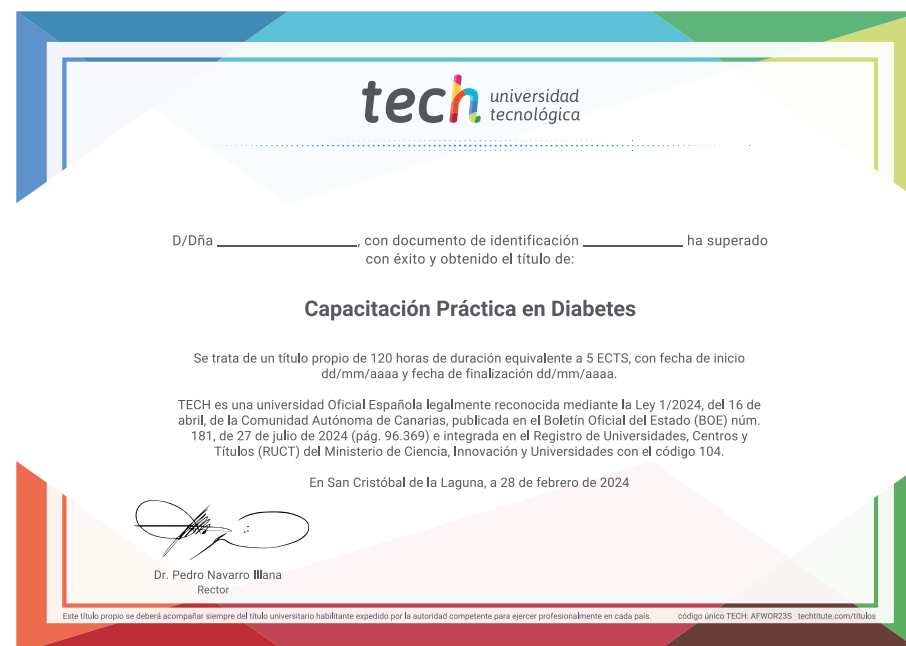 tech universidad
tecnológica
D/Dña ____________________, con documento de identificación ______________ ha superado
con éxito y obtenido el título de:
Capacitación Práctica en Diabetes
Se trata de un título propio de 120 horas de duración equivalente a 5 ECTS, con fecha de inicio
dd/mm/aaaa y fecha de finalización dd/mm/aaaa.
TECH es una universidad Oficial Española legalmente reconocida mediante la Ley 1/2024, del 16 de
abril, de la Comunidad Autónoma de Canarias, publicada en el Boletín Oficial del Estado (BOE) núm.
181, de 27 de julio de 2024 (pág. 96.369) e integrada en el Registro de Universidades, Centros y
Títulos (RUCT) del Ministerio de Ciencia, Innovación y Universidades con el código 104.
En San Cristóbal de la Laguna, a 28 de febrero de 2024
Dr. Pedro Navarro Illana
Rector
Este título propio se deberá acompañar siempre del título universitario habilitante expedido por la autoridad competente para ejercer profesionalmente en cada país. código único TECH: AFWOR23S techtitute.com/titulos